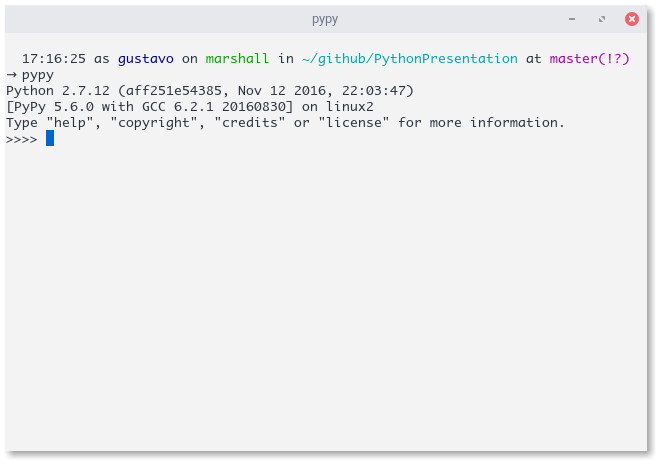 pypy
17:16:25 as gustavo on marshall in ~/github/PythonPresentation at master(!?)
→ pypy
Python 2.7.12 (aff251e54385, Nov 12 2016, 22:03:47)
[PyPy 5.6.0 with GCC 6.2.1 20160830] on linux2
Type "help", "copyright", "credits" or "license" for more information.
>>>>